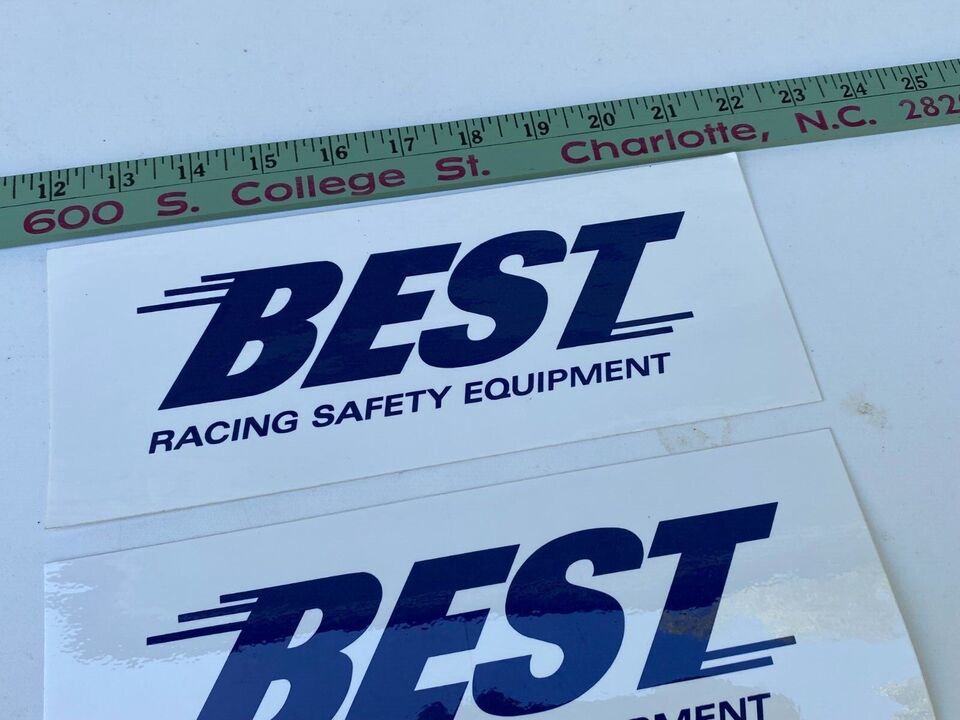 12 13 14 15 16 17 18 19 20 21 22 23 24 25
600 S. College St. Charlotte, N.C. 282
BEST
RACING SAFETY EQUIPMENT
BEST